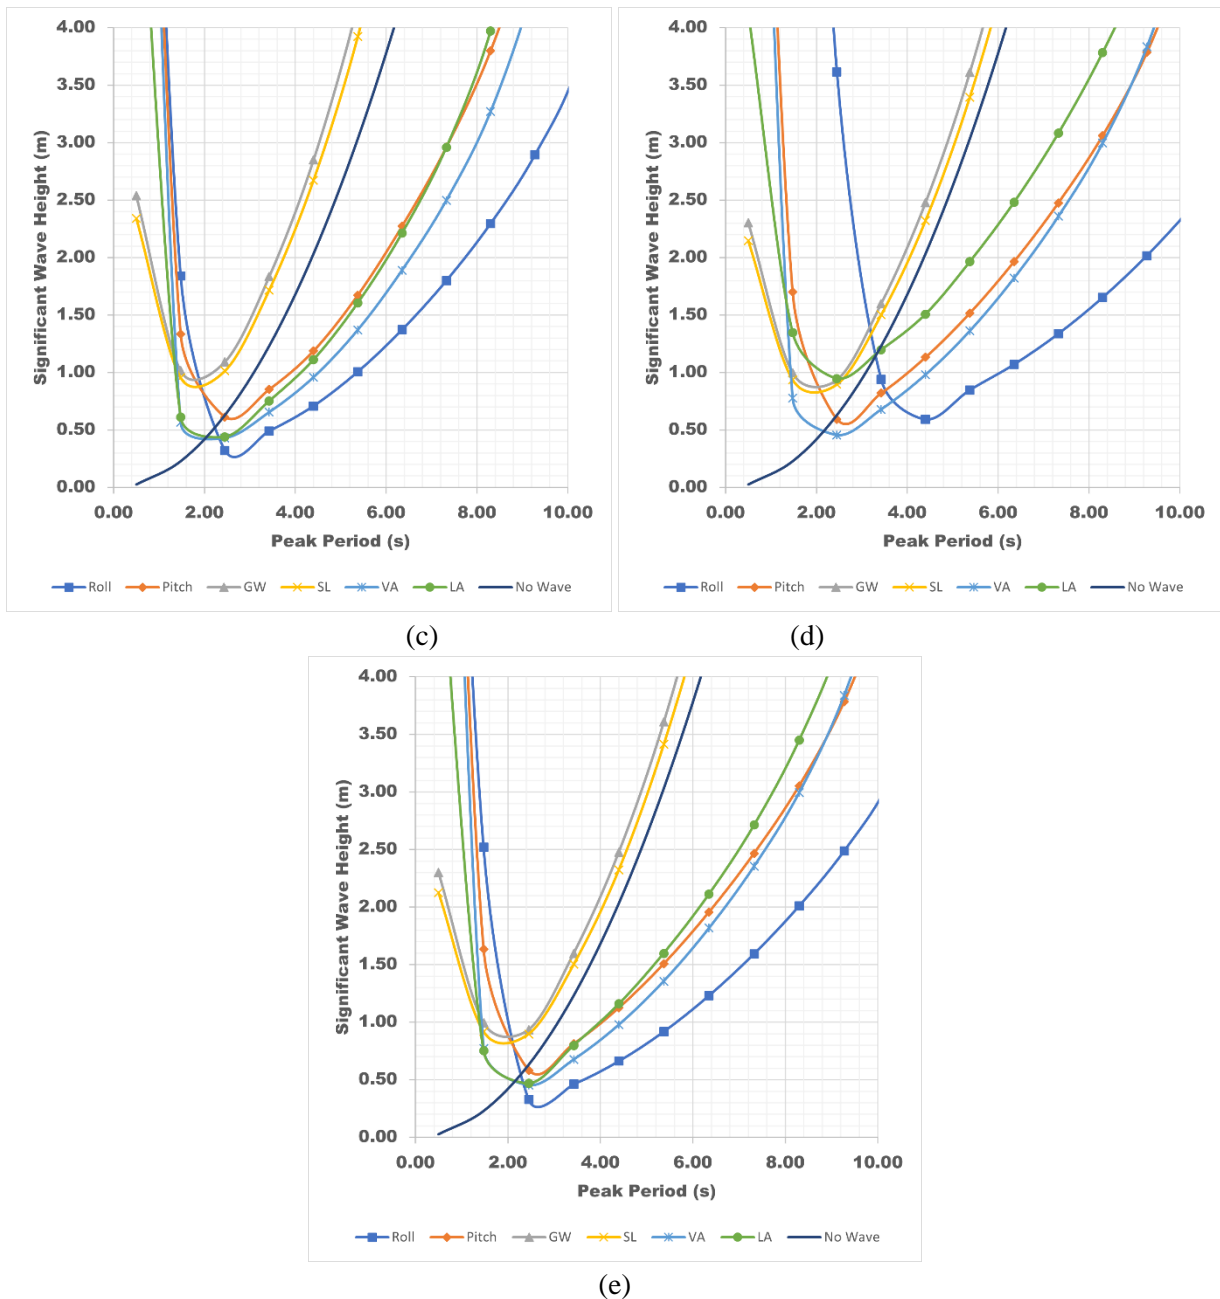 4.00
3.50
3.00
2.50
2.00
1.50
1.00
0.50
0.00
Significant Wave Height (m)
0.00 2.00 4.00 6.00 8.00 10.00
Peak Period (s)
Roll Pitch GW SL VA LA No Wave
(c)
4.00
3.50
3.00
2.50
2.00
1.50
1.00
0.50
0.00
Significant Wave Height (m)
0.00 2.00 4.00 6.00 8.00 10.00
Peak Period (s)
Roll Pitch GW SL VA LA No Wave
(d)
4.00
3.50
3.00
2.50
2.00
1.50
1.00
0.50
0.00
Significant Wave Height (m)
0.00 2.00 4.00 6.00 8.00 10.00
Peak Period (s)
Roll Pitch GW SL VA LA No Wave
(e)